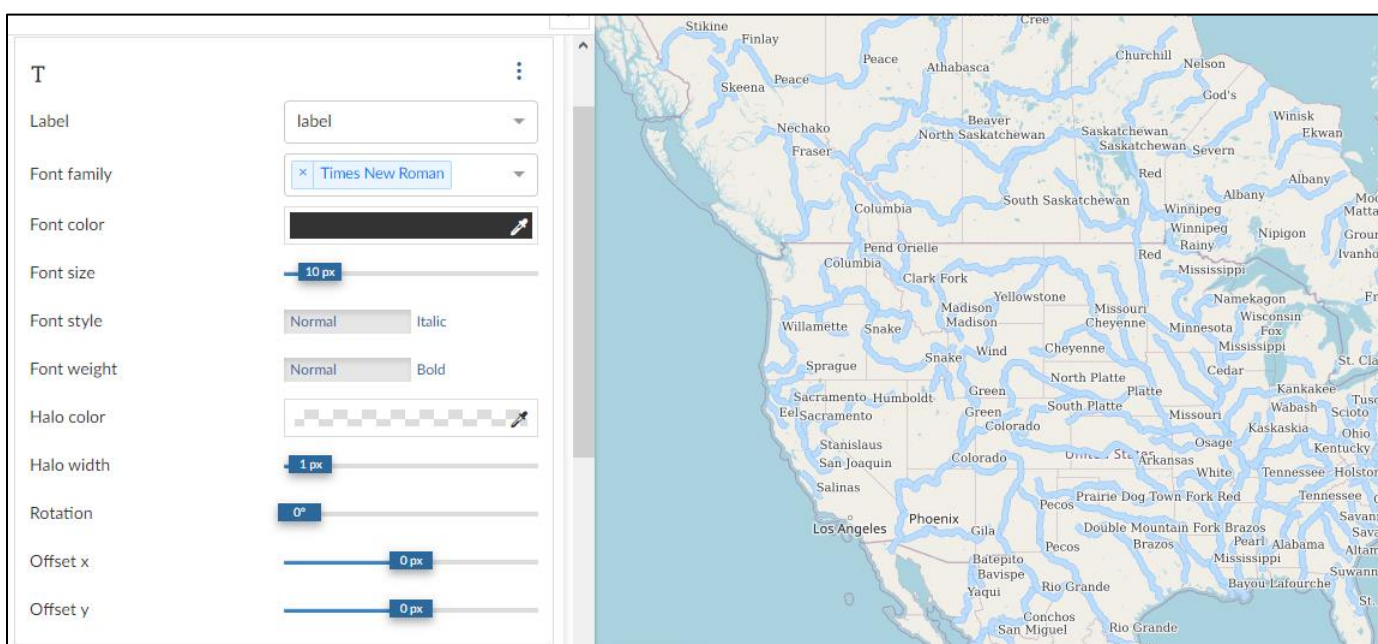 T
Label label
Font family × Times New Roman
Font color
Font size 10 px
Font style Normal Italic
Font weight Normal Bold
Halo color
Halo width 1 px
Rotation 0°
Offset x 0 px
Offset y 0 px
Stikine
Cree
Finlay
Peace
Athabasca
Churchill
Nelson
Skeena
Peace
God's
Nechako
Beaver
North Saskatchewan
Saskatchewan
Winisk
Ekwan
Fraser
Saskatchewan Severn
Red
Albany
Columbia
South Saskatchewan
Winnipeg
Albany
Winnipeg
Nipigon
Pend Orielle
Rainy
Columbia
Red
Mississippi
Clark Fork
Yellowstone
Madison
Madison
Missouri
Cheyenne
Namekagon
Wisconsin
Willamette
Snake
Minnesota
Fox
Mississippi
Snake
Wind
Cheyenne
Sprague
Cedar
North Platte
Platte
Kankakee
Sacramento Humboldt
Green
Eel Sacramento
Green
South Platte
Missouri
Wabash
Scioto
Colorado
Kaskaskia
Ohio
Stanislaus
Osage
Kentucky
San Joaquin
Colorado
Arkansas
White
Tennessee
Salinas
Pecos
Prairie Dog Town Fork Red
Tennessee
Los Angeles
Phoenix
Gila
Double Mountain Fork Brazos
Pecos
Brazos
Pearl
Alabama
Batepito
Mississippi
Bavispe
Yaqui
Rio Grande
Bayou Lafourche
Conchos
San Miguel
Rio Grande
St.